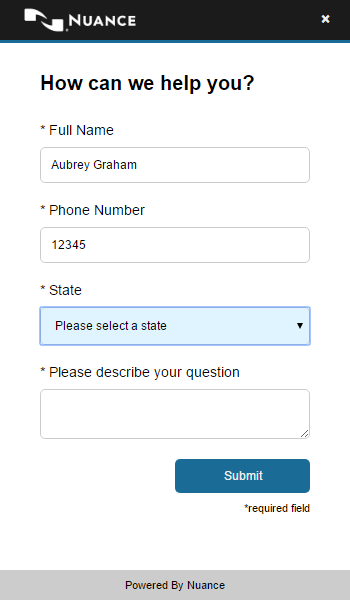 NUANCE
×
How can we help you?
* Full Name
Aubrey Graham
* Phone Number
12345
* State
Please select a state
* Please describe your question
Submit
*required field
Powered By Nuance